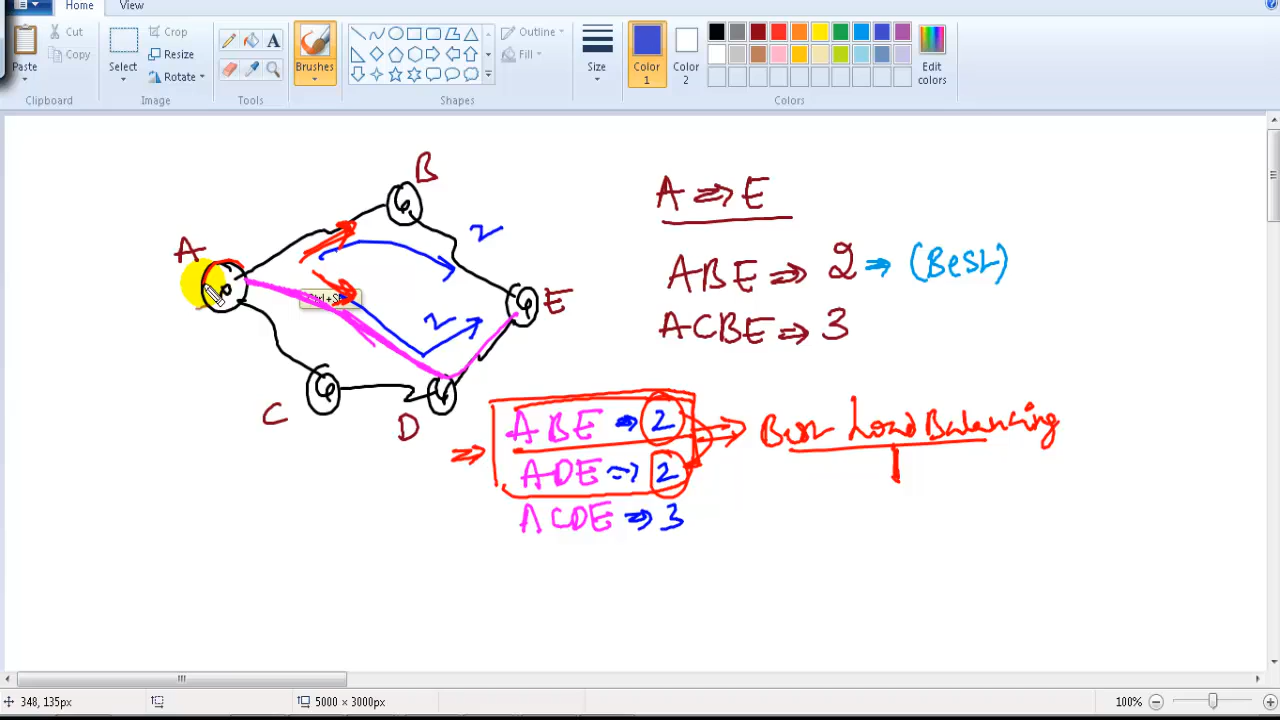 Home View
Cut
Copy
Paste
Select
Crop
Resize
Rotate
A
Brushes
Outline
Fill
Size
Color
1
Color
2
Edit
colors
Clipboard Image Tools Shapes Colors
B
A
2
E
2
C
D
A ⇒ E
ABE ⇒ 2 ⇒ (Best)
ACBE ⇒ 3
⇒ ABE ⇒ 2 ⇒ Best Load Balancing
ADE ⇒ 2
ACDE ⇒ 3
348, 135px
5000 × 3000px
100%